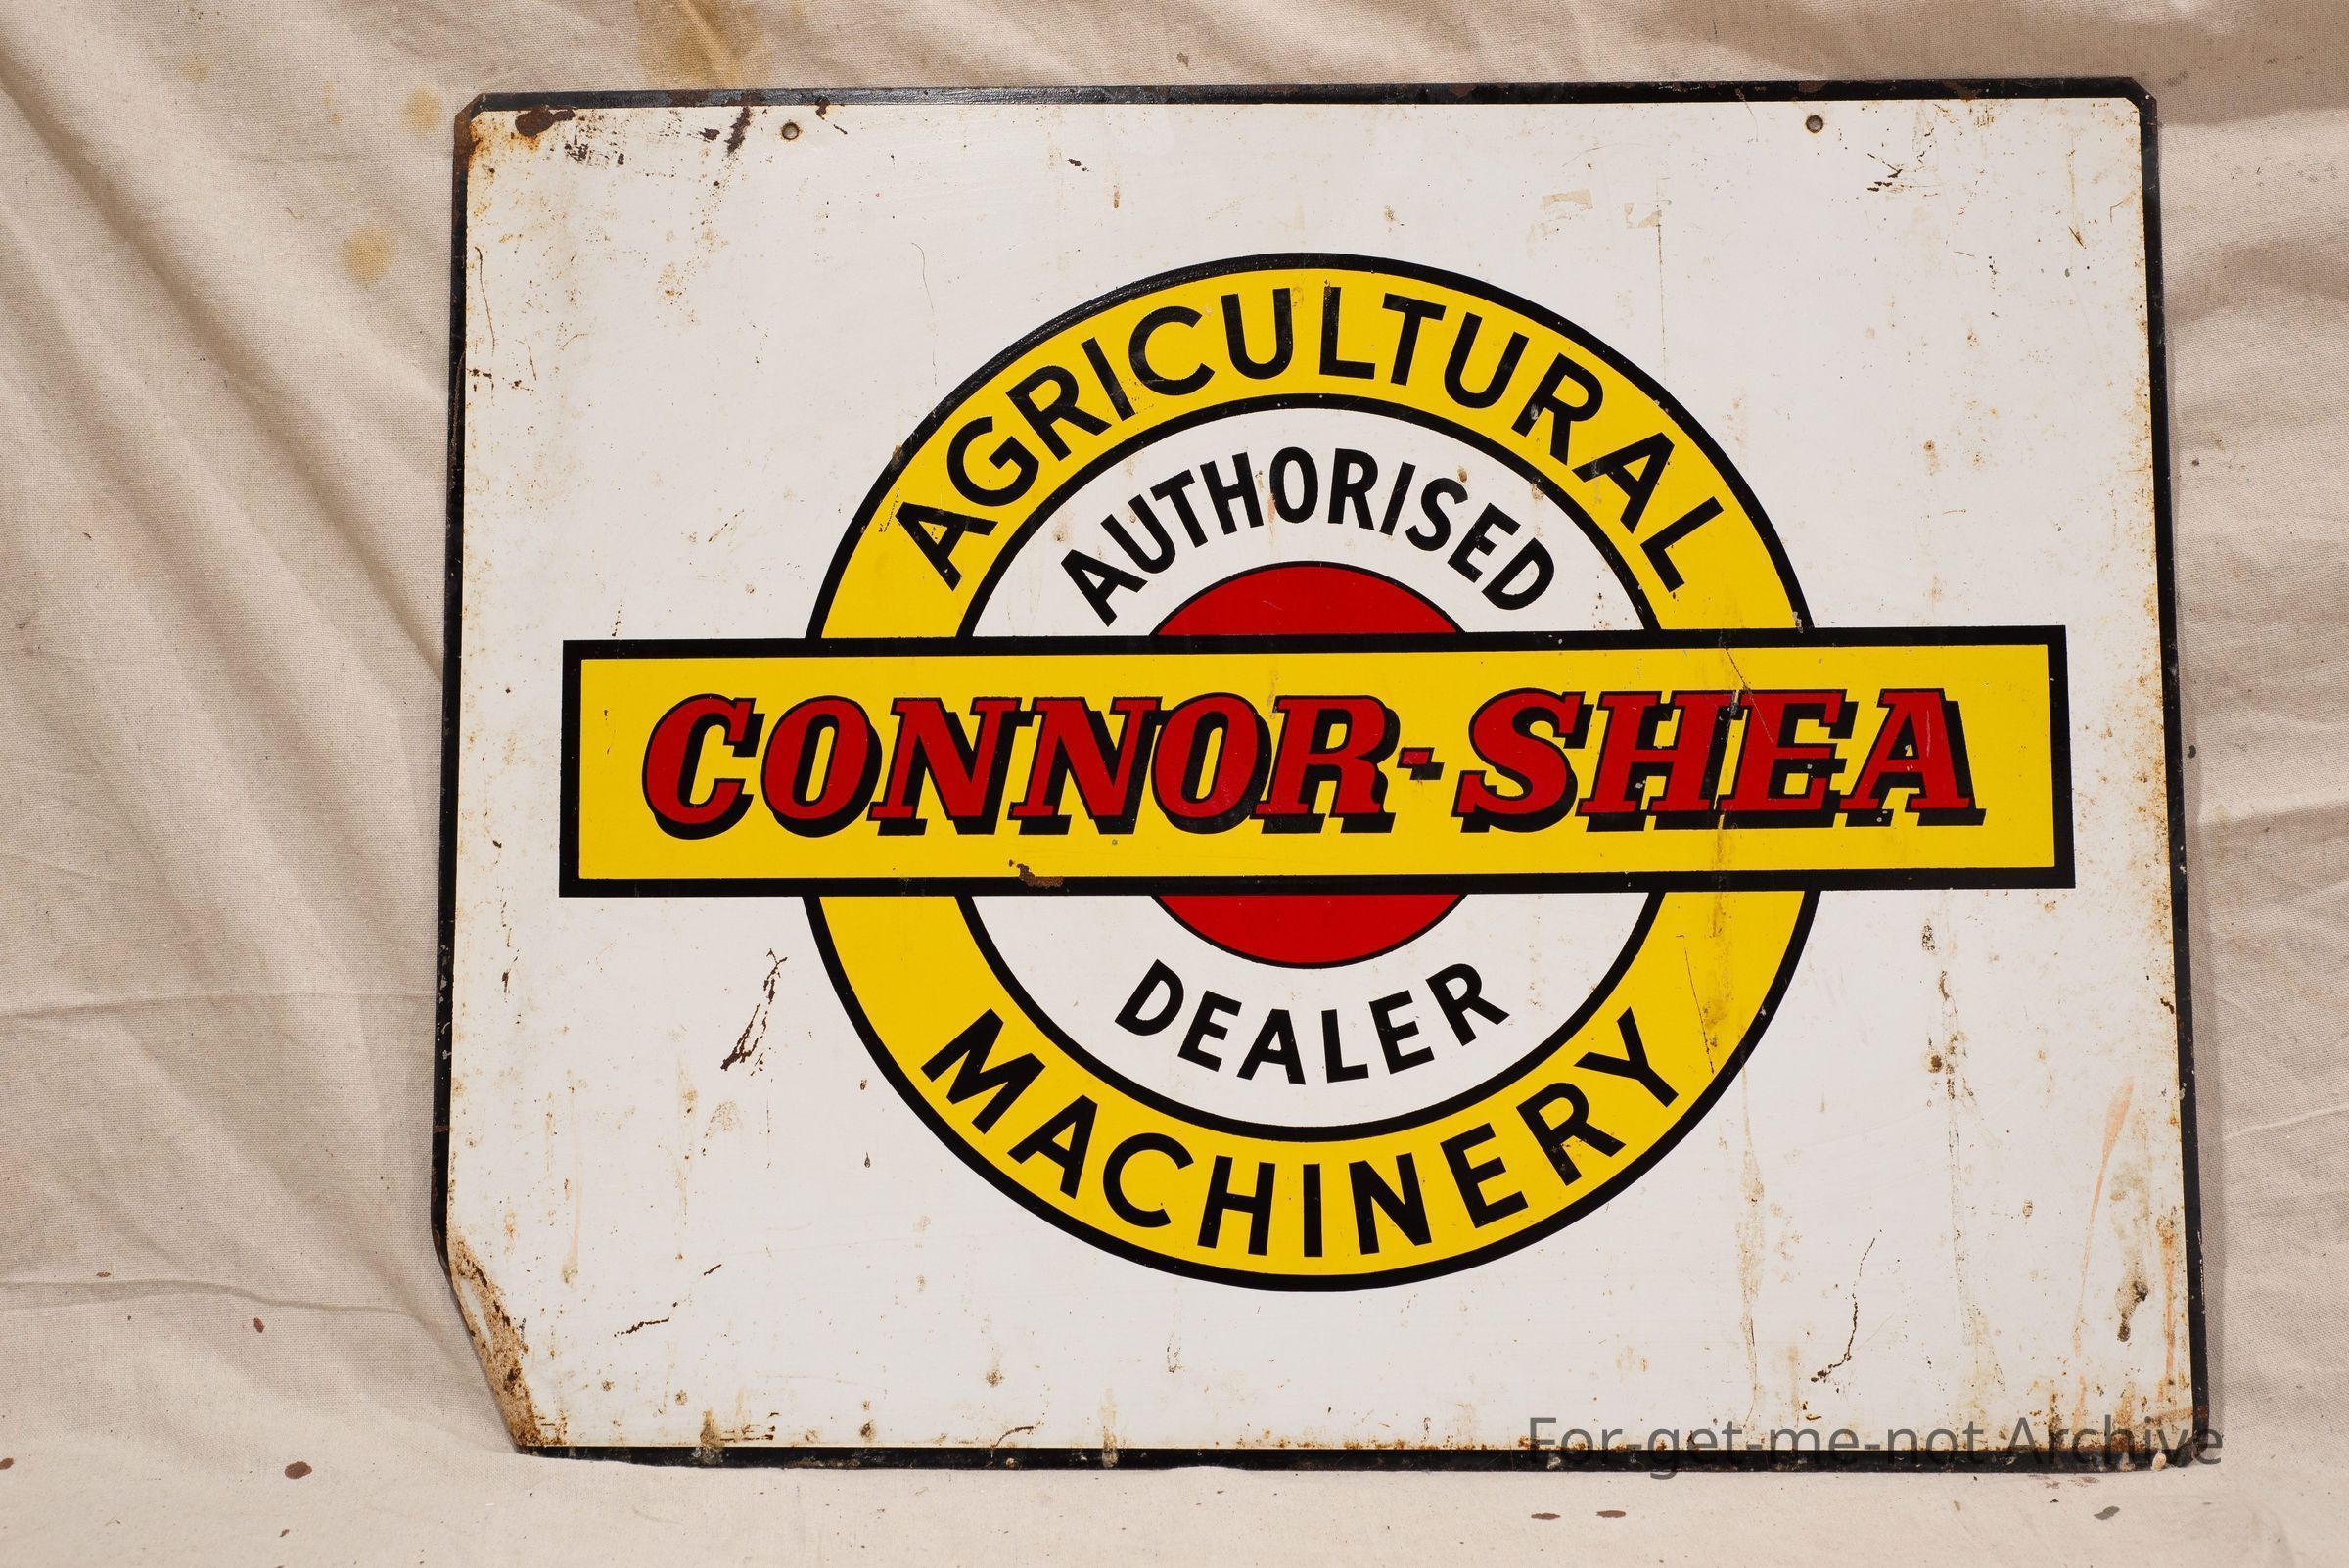 AGRICULTURAL
AUTHORISED
CONNOR-SHEA
DEALER
MACHINERY
For-get-me-not Archive